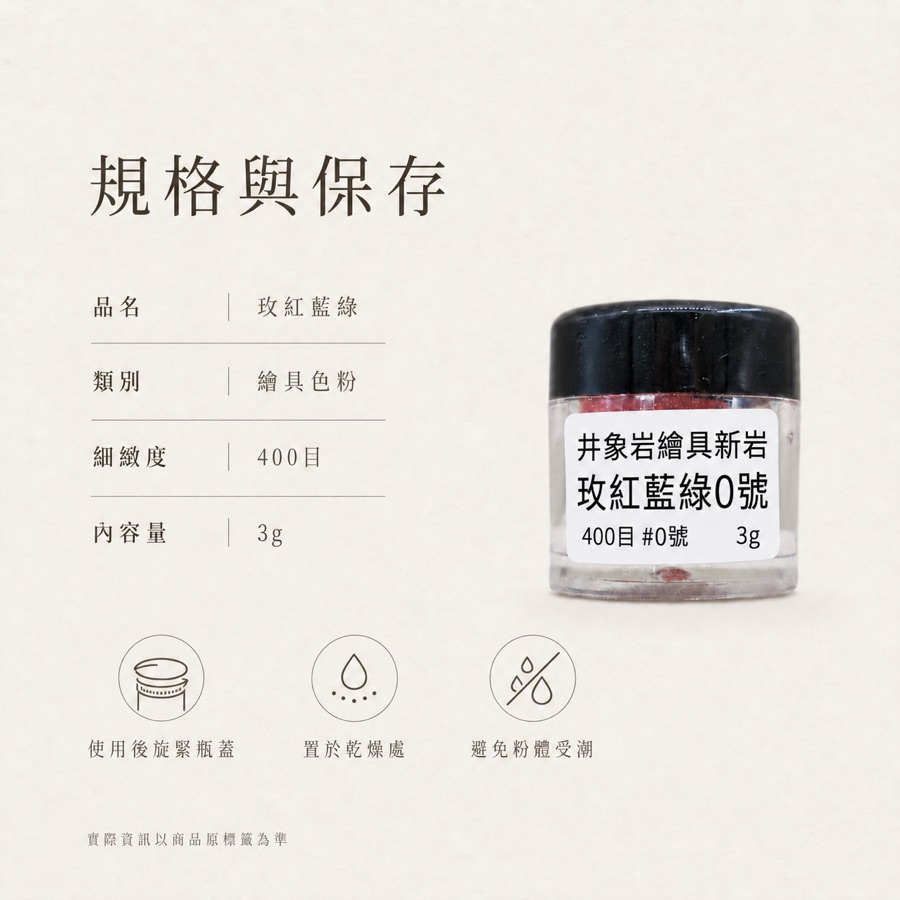 規格與保存
品名 玫紅藍綠
類別 繪具色粉
細緻度 400目
內容量 3g
井象岩繪具新岩
玫紅藍綠0號
400目 #0號 3g
使用後旋緊瓶蓋
置於乾燥處
避免粉體受潮
實際資訊以商品原標籤為準